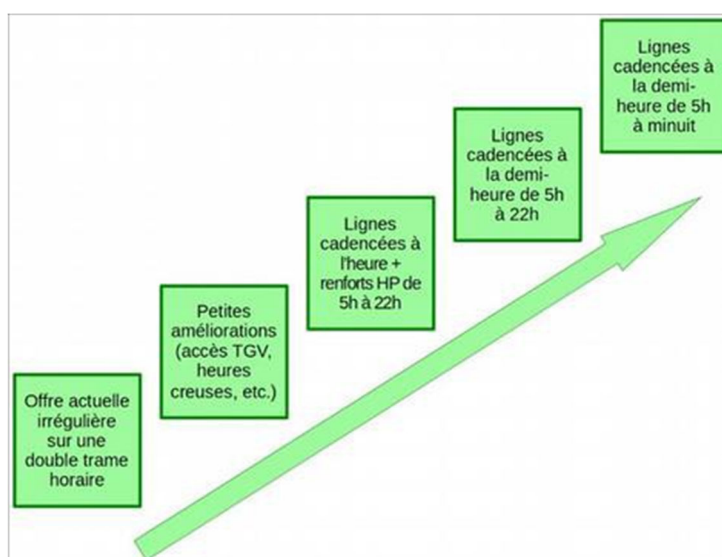 Offre actuelle
irrégulière
sur une
double trame
horaire
Petites
améliorations
(accès TGV,
heures
creuses, etc.)
Lignes
cadencées à
l'heure +
renforts HP de
5h à 22h
Lignes
cadencées à
la demi-
heure de 5h
à 22h
Lignes
cadencées à
la demi-
heure de 5h
à minuit